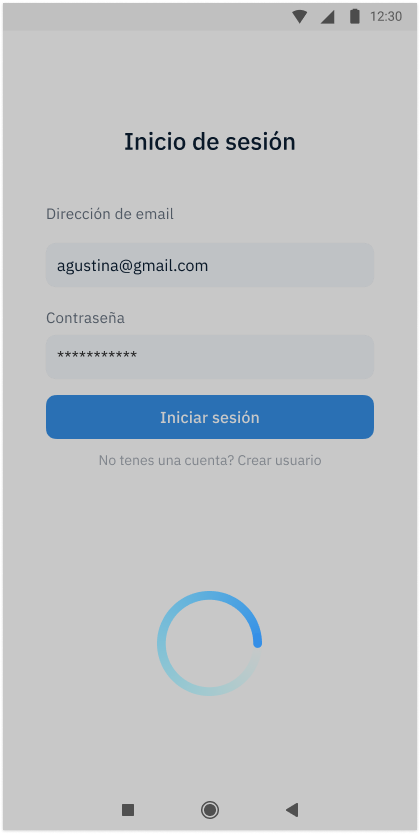 12:30
Inicio de sesión
Dirección de email
agustina@gmail.com
Contraseña
***********
Iniciar sesión
No tenes una cuenta? Crear usuario